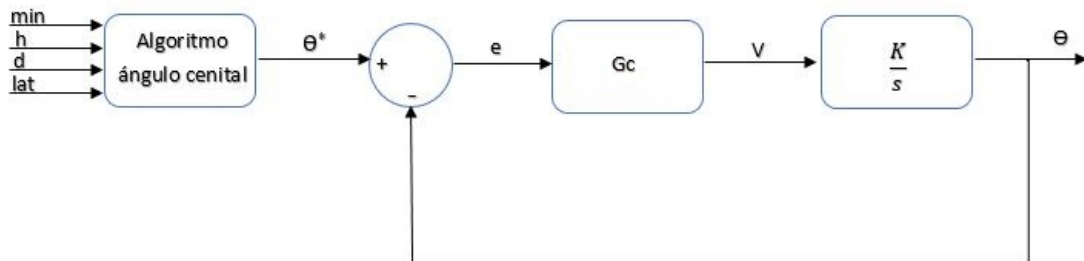 min
h
d
lat
Algoritmo
ángulo cenital
Θ*
+
-
e
Gc
V
K
s
Θ